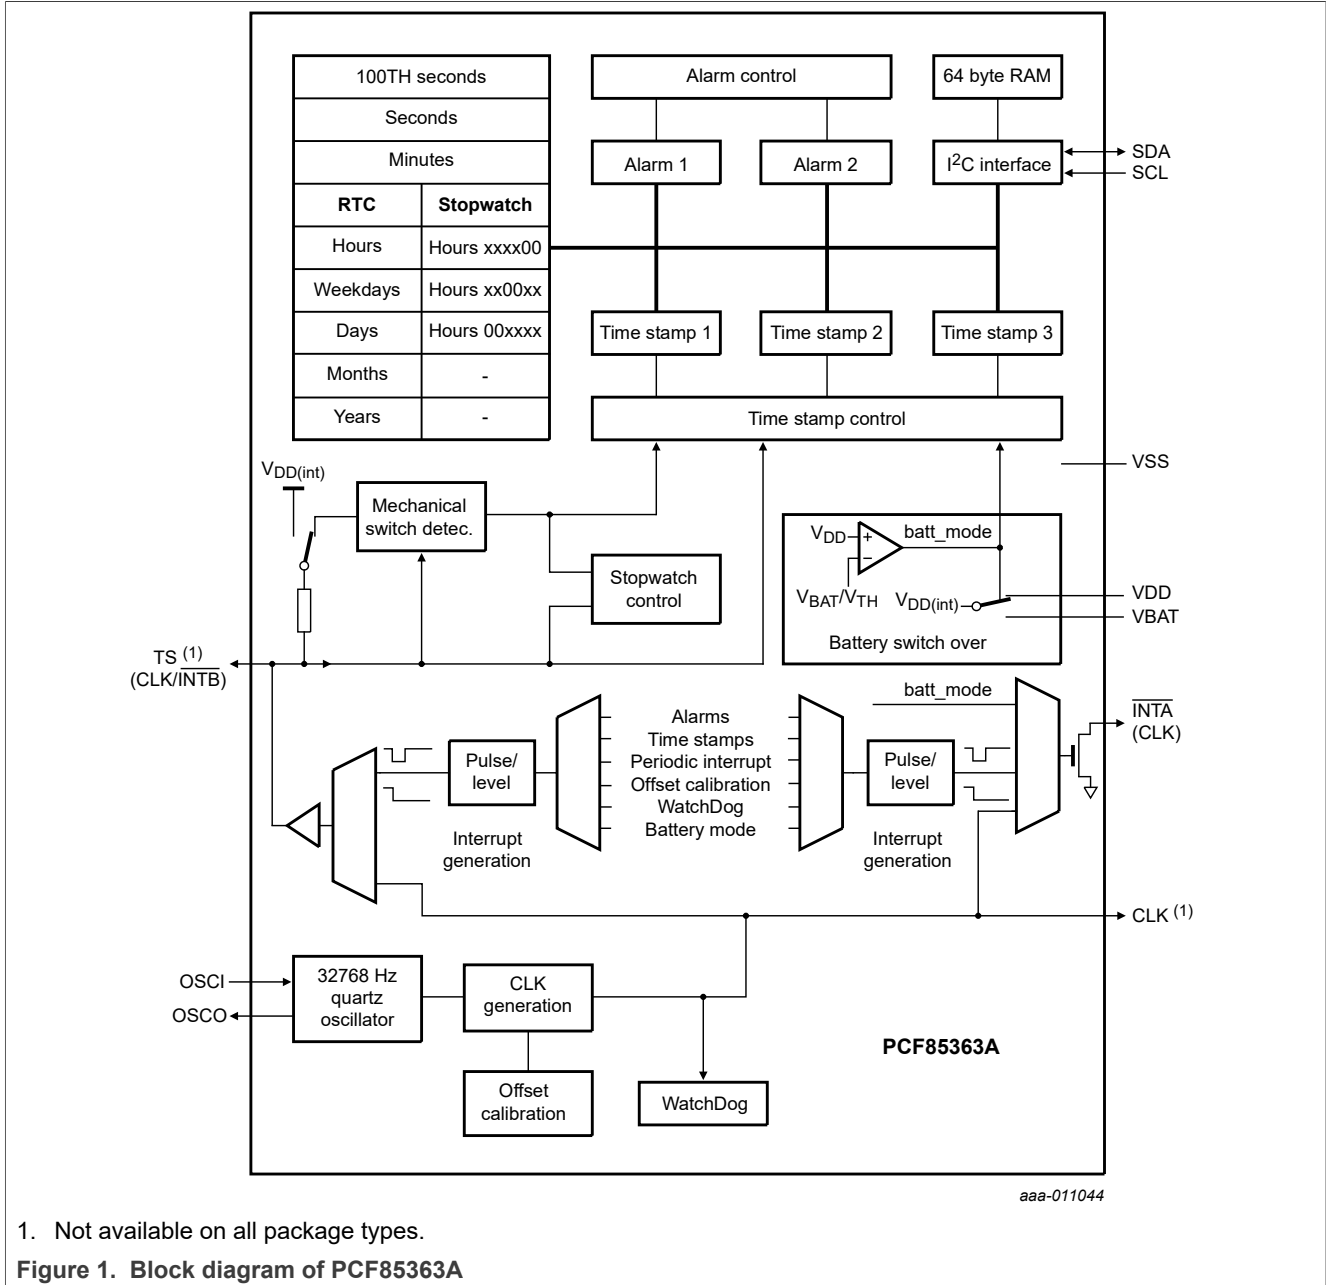 100TH seconds
Seconds
Minutes
RTC Stopwatch
Hours Hours xxxx00
Weekdays Hours xx00xx
Days Hours 00xxxx
Months -
Years -
Alarm control
64 byte RAM
Alarm 1
Alarm 2
I2C interface
SDA
SCL
Time stamp 1
Time stamp 2
Time stamp 3
Time stamp control
VSS
VDD(int)
Mechanical
switch detec.
Stopwatch
control
VDD
+
−
batt_mode
VBAT/VTH
VDD(int)
Battery switch over
VDD
VBAT
TS (1)
(CLK/INTB)
batt_mode
INTA
(CLK)
Pulse/
level
Interrupt
generation
Alarms
Time stamps
Periodic interrupt
Offset calibration
WatchDog
Battery mode
Pulse/
level
Interrupt
generation
CLK (1)
OSCI
OSCO
32768 Hz
quartz
oscillator
CLK
generation
Offset
calibration
WatchDog
PCF85363A
aaa-011044
1. Not available on all package types.
Figure 1. Block diagram of PCF85363A